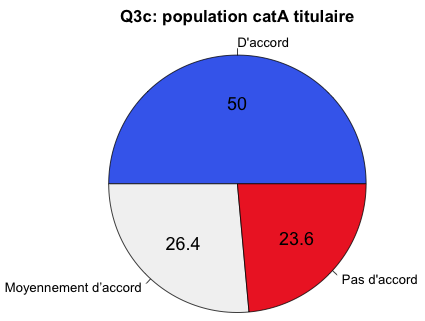 Q3c: population catA titulaire
D'accord
50
26.4
23.6
Moyennement d'accord
Pas d'accord